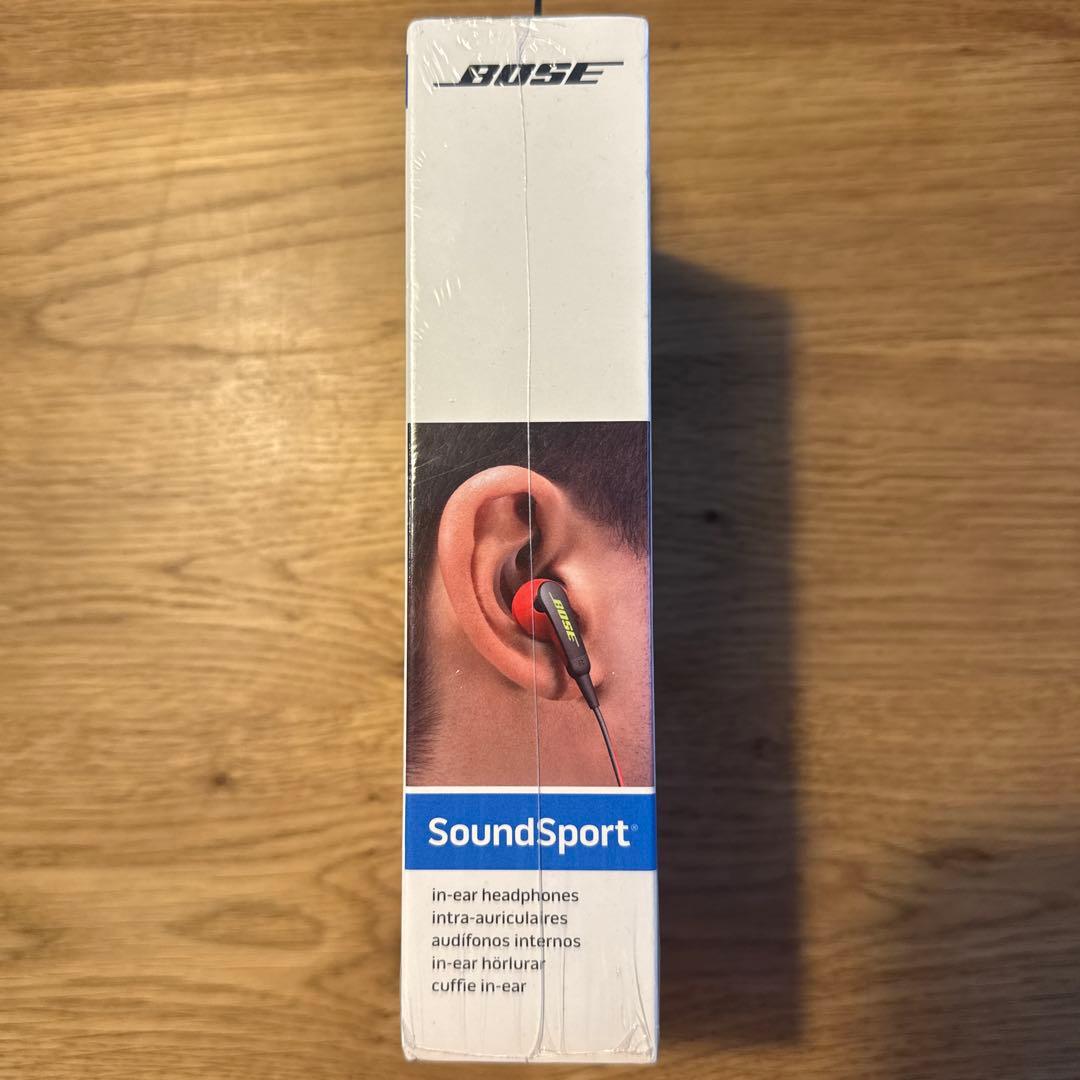 BOSE
BOSE
SoundSport®
in-ear headphones
intra-auriculaires
audífonos internos
in-ear hörlurar
cuffie in-ear